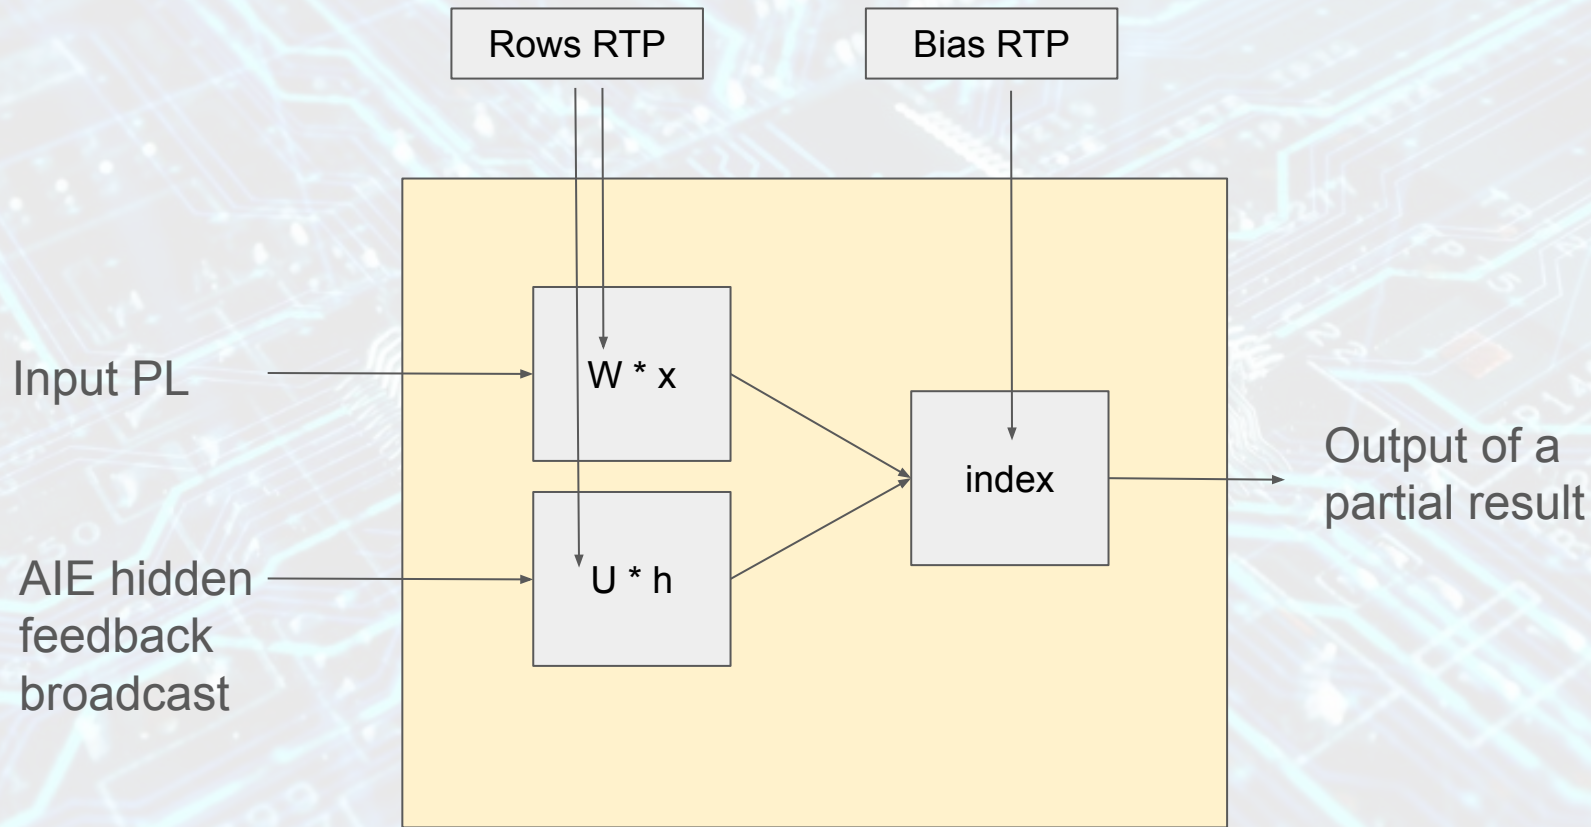 Rows RTP
Bias RTP
Input PL
W * x
AIE hidden
feedback
broadcast
U * h
index
Output of a
partial result